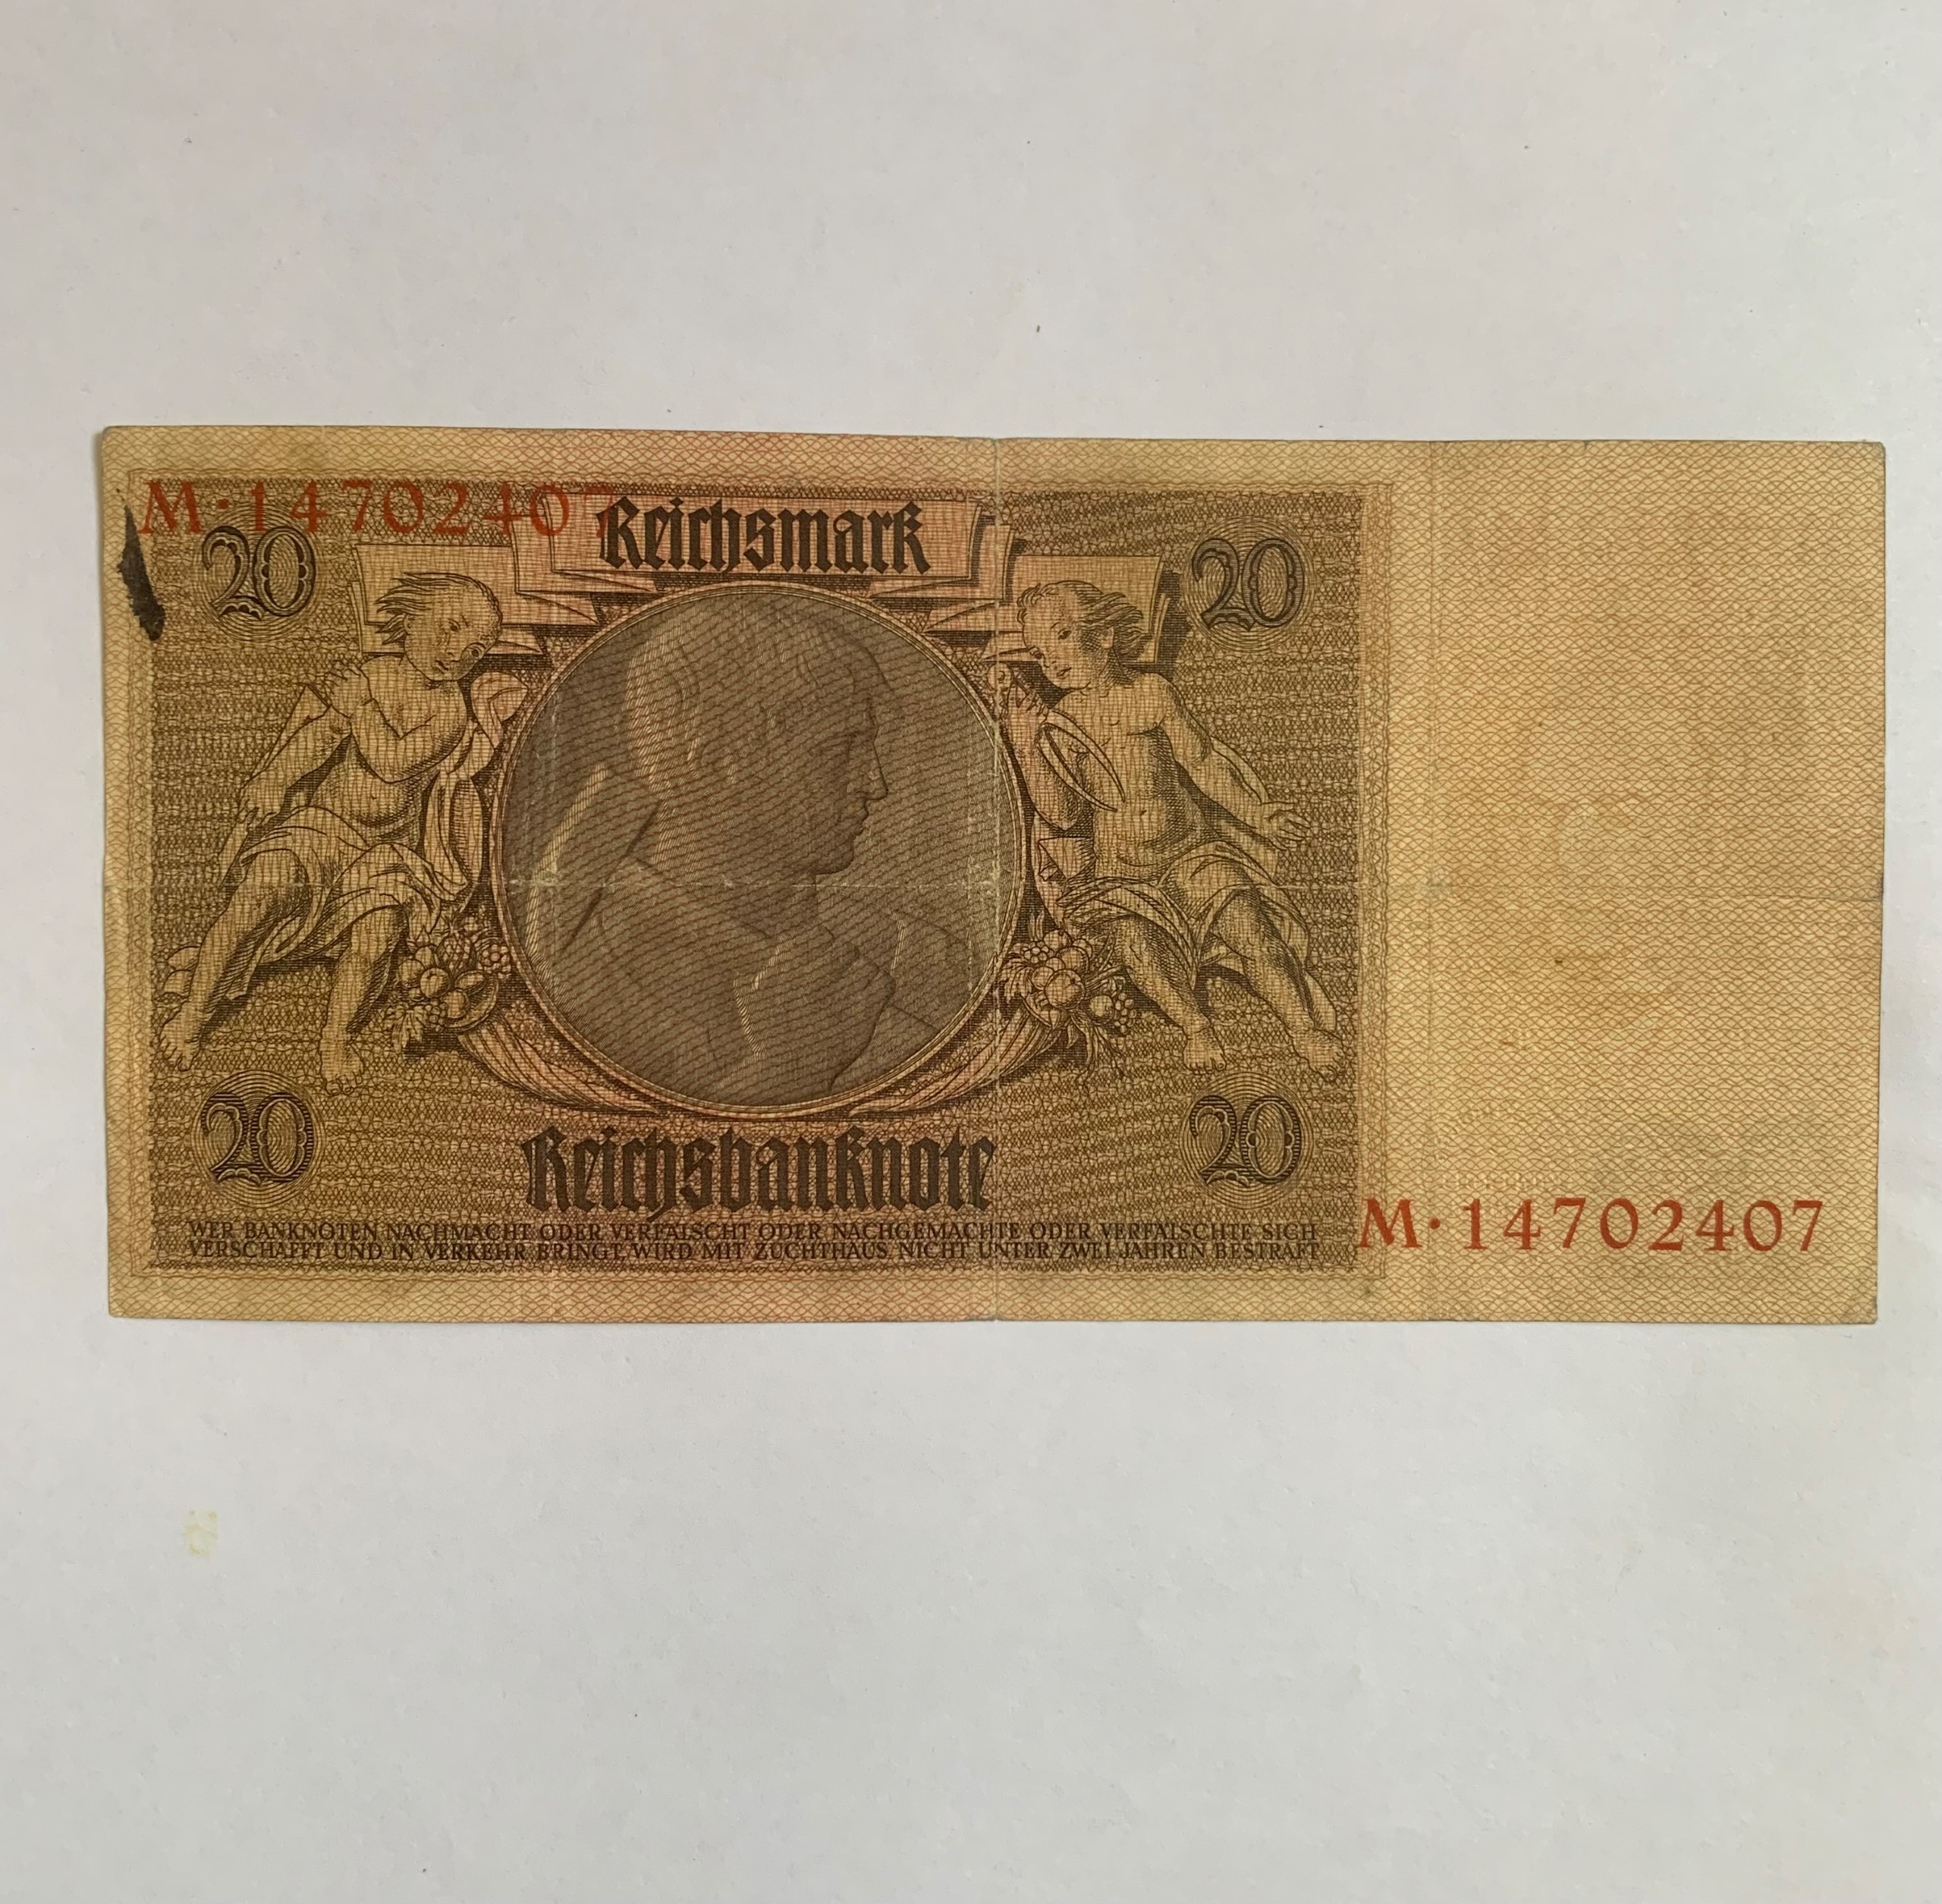 M·14702407
Reichsmark
20
20
20
Reichsbanknote
20
WER BANKNOTEN NACHMACHT ODER VERFÄLSCHT ODER NACHGEMACHTE ODER VERFÄLSCHTE SICH
VERSCHAFFT UND IN VERKEHR BRINGT, WIRD MIT ZUCHTHAUS NICHT UNTER ZWEI JAHREN BESTRAFT
M·14702407